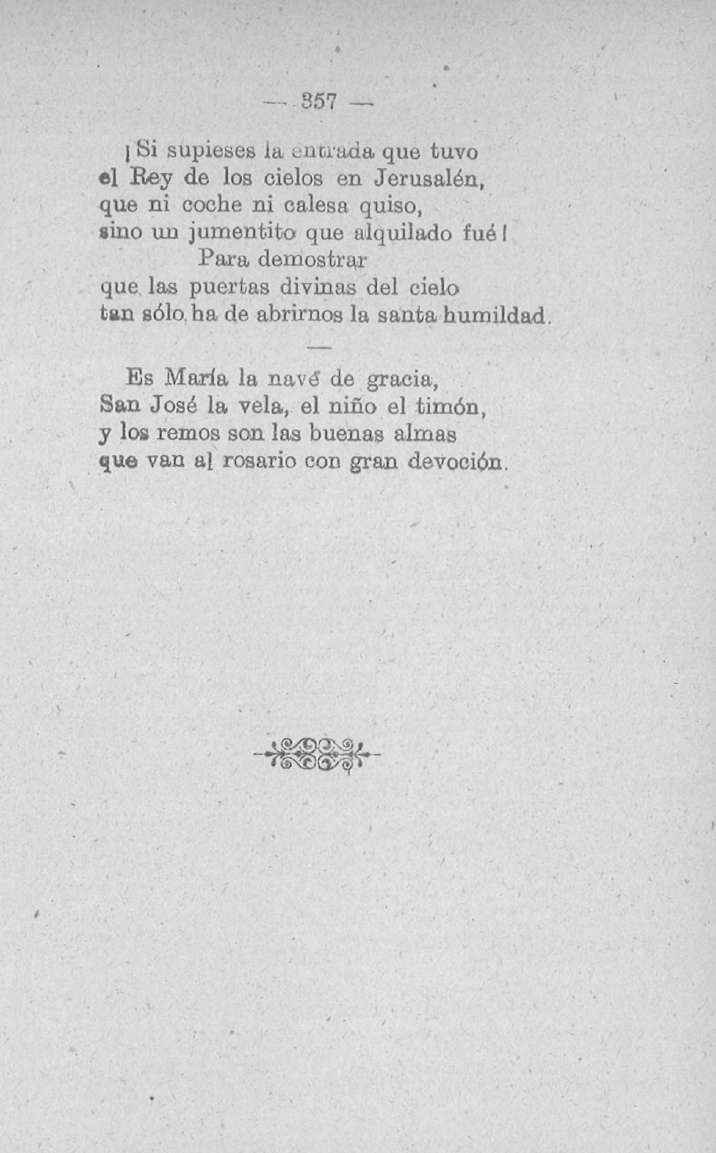 — 357 —
¡Si supieses la entrada que tuvo
el Rey de los cielos en Jerusalén,
que ni coche ni calesa quiso,
sino un jumentito que alquilado fué!
Para demostrar
que las puertas divinas del cielo
tan sólo ha de abrirnos la santa humildad.
—
Es María la nave de gracia,
San José la vela, el niño el timón,
y los remos son las buenas almas
que van al rosario con gran devoción.